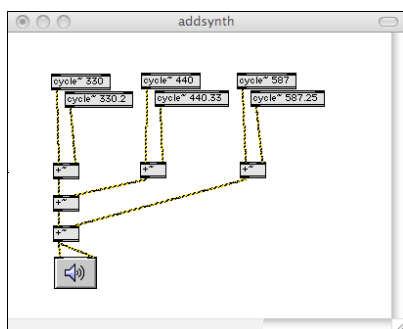 addsynth
cycle~ 330
cycle~ 440
cycle~ 587
cycle~ 330.2
cycle~ 440.33
cycle~ 587.25
+~
+~
+~
+~
+~